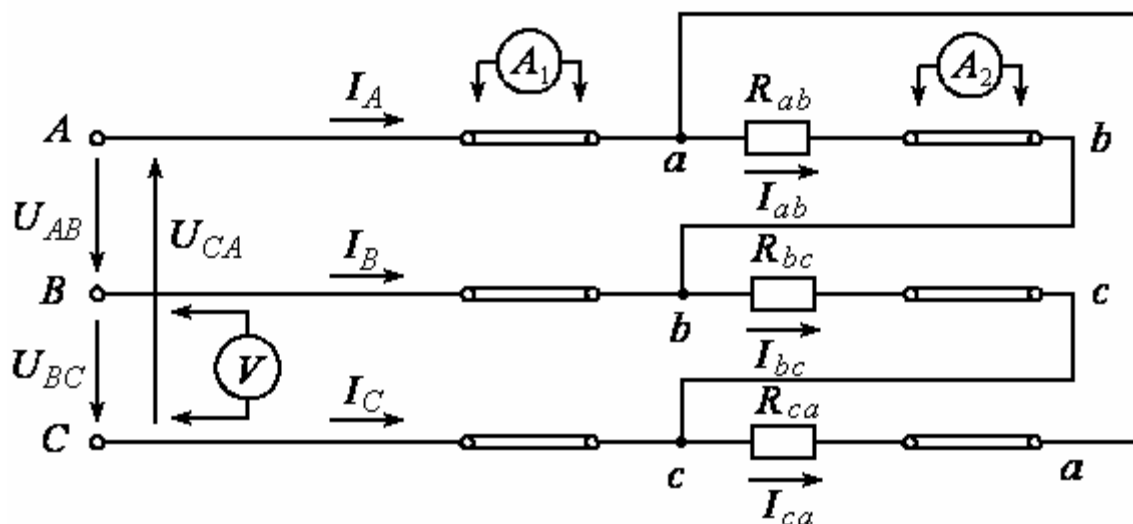 A₁ A₂
I_A R_ab
A a b
U_AB I_ab
U_CA I_B R_bc
B b c
U_BC V I_bc
I_C R_ca
C c a
I_ca